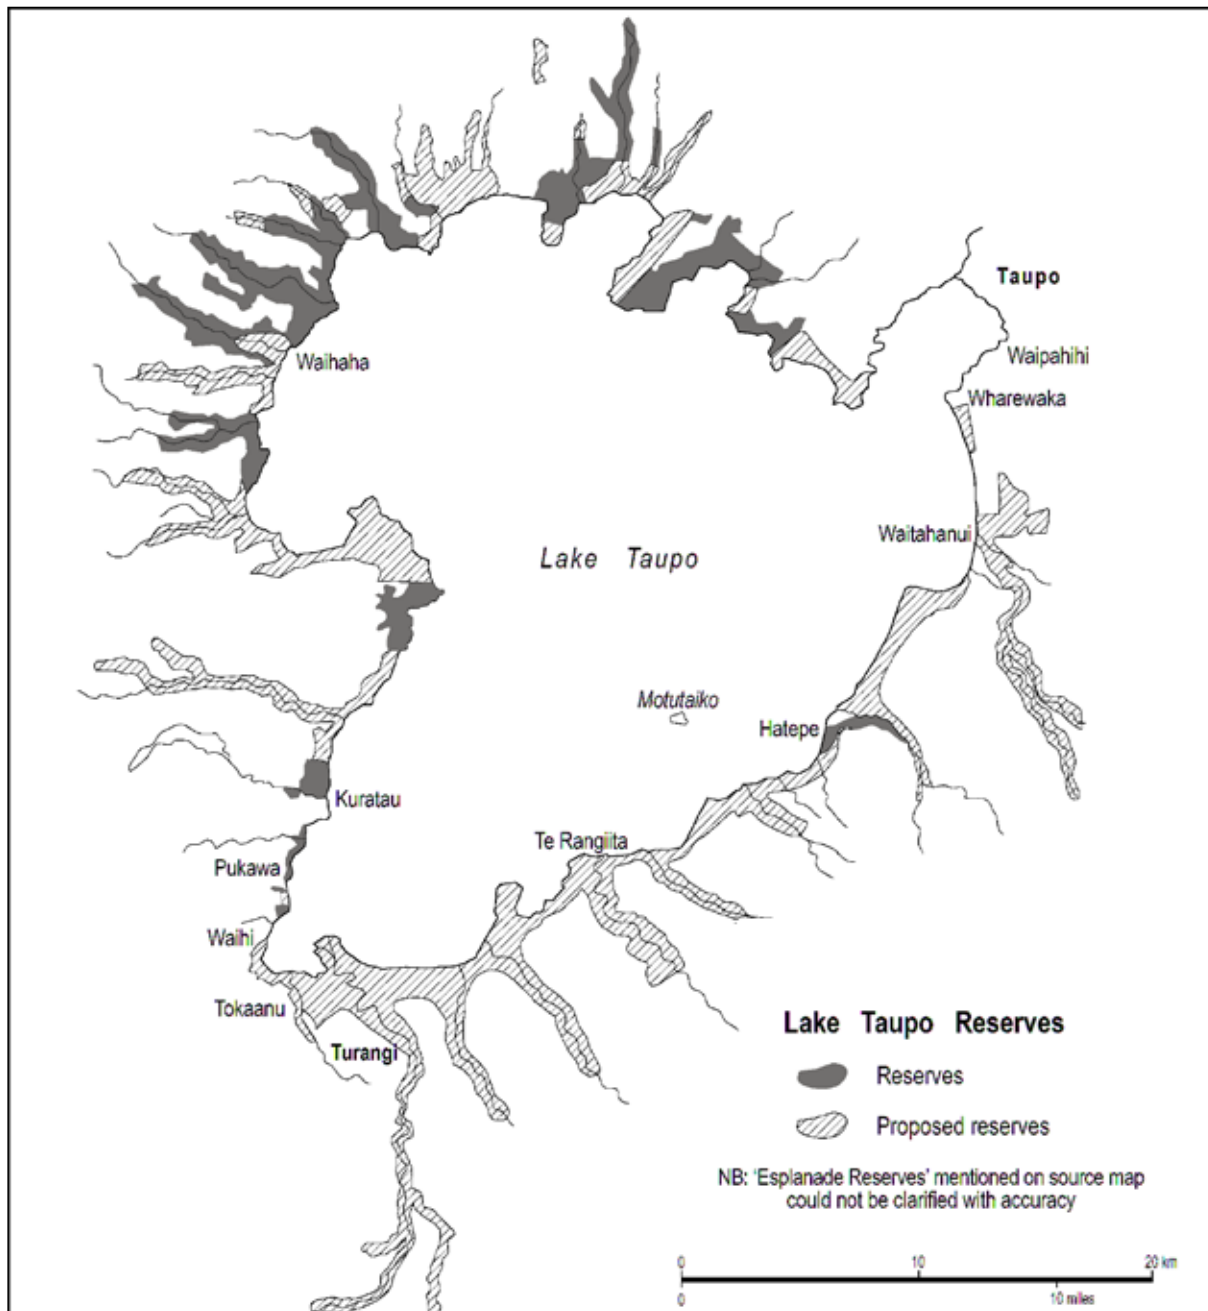 Taupo
Waipahihi
Waihaha
Wharewaka
Waitahanui
Lake Taupo
Motutaiko
Hatepe
Kuratau
Te Rangiita
Pukawa
Waihi
Tokaanu
Turangi
Lake Taupo Reserves
Reserves
Proposed reserves
NB: 'Esplanade Reserves' mentioned on source map
could not be clarified with accuracy
0 10 20 km
0 10 miles